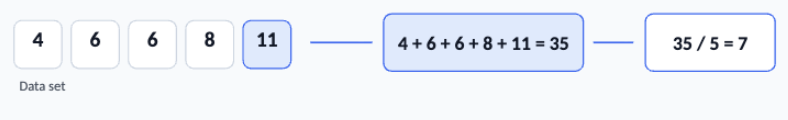 4 6 6 8 11 4 + 6 + 6 + 8 + 11 = 35 35 / 5 = 7
Data set